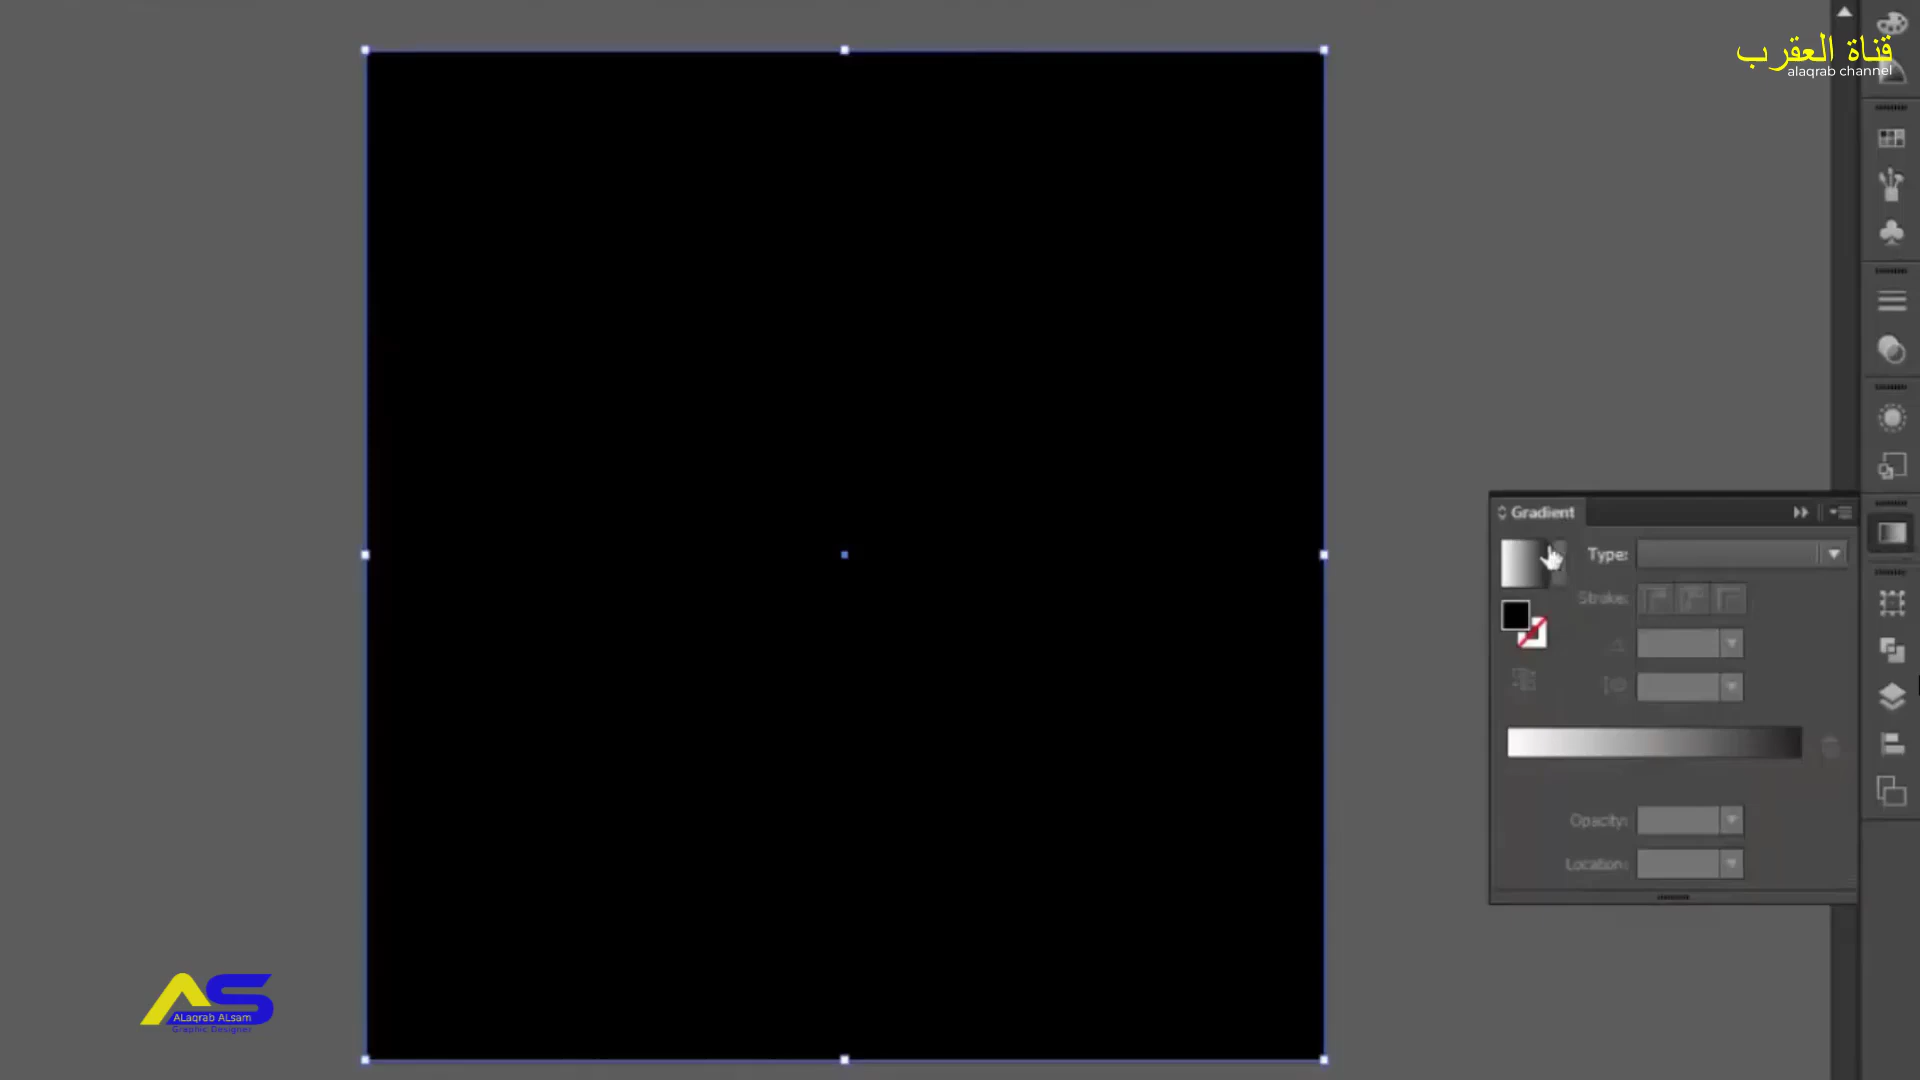 قناة العقرب
alaqrab channel
Gradient
Type:
Stroke:
Opacity:
Location:
AS
ALaqrab ALsam
Graphic Designer